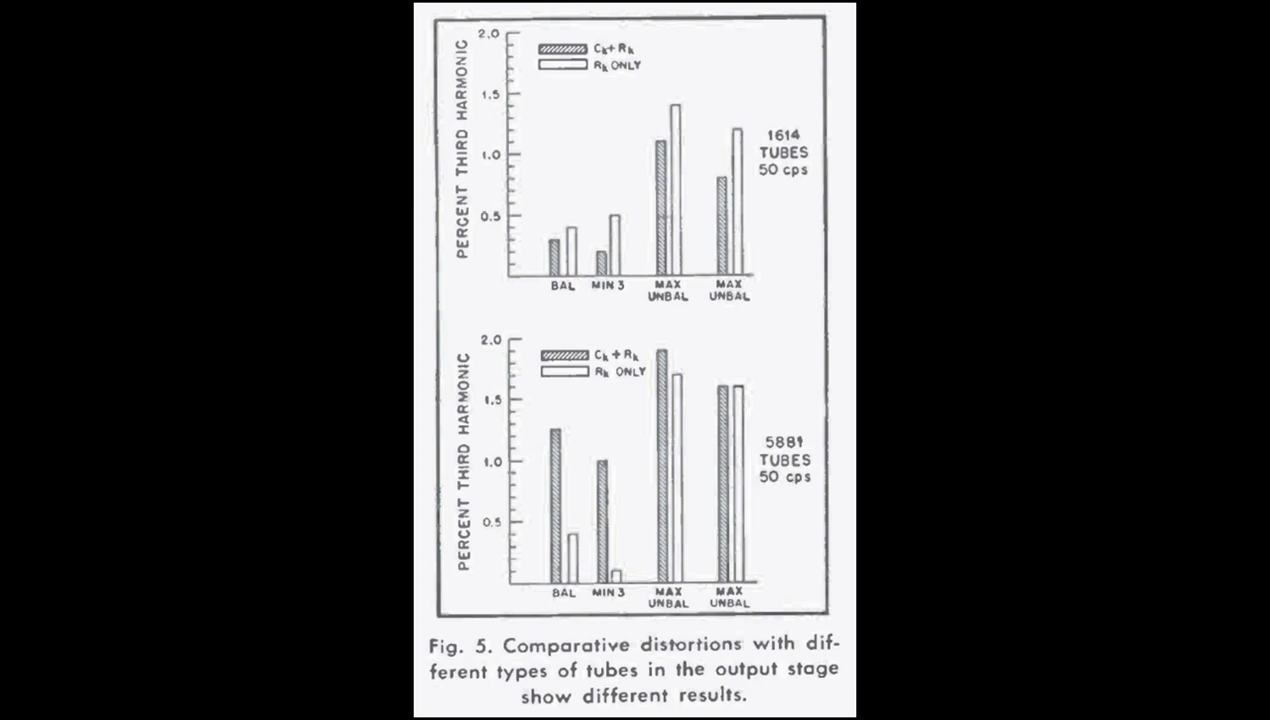 PERCENT THIRD HARMONIC
2.0
1.5
1.0
0.5
Ck+Rk
Rk ONLY
1614
TUBES
50 cps
BAL
MIN 3
MAX
UNBAL
MAX
UNBAL
PERCENT THIRD HARMONIC
2.0
1.5
1.0
0.5
Ck+Rk
Rk ONLY
5881
TUBES
50 cps
BAL
MIN 3
MAX
UNBAL
MAX
UNBAL
Fig. 5. Comparative distortions with dif-
ferent types of tubes in the output stage
show different results.